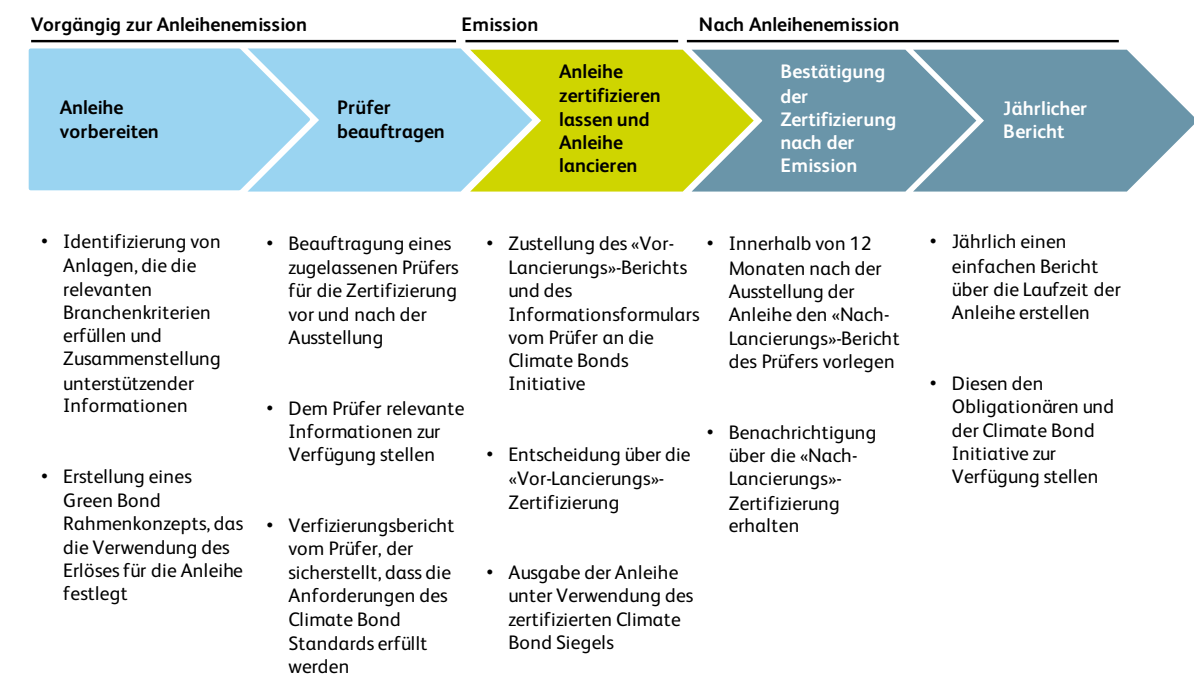 Vorgängig zur Anleihenemission
Emission
Nach Anleihenemission
Anleihe
vorbereiten
Prüfer
beauftragen
Anleihe
zertifizieren
lassen und
Anleihe
lancieren
Bestätigung
der
Zertifizierung
nach der
Emission
Jährlicher
Bericht
• Identifizierung von
Anlagen, die die
relevanten
Branchenkriterien
erfüllen und
Zusammenstellung
unterstützender
Informationen
• Erstellung eines
Green Bond
Rahmenkonzepts, das
die Verwendung des
Erlöses für die Anleihe
festlegt
• Beauftragung eines
zugelassenen Prüfers
für die Zertifizierung
vor und nach der
Ausstellung
• Dem Prüfer relevante
Informationen zur
Verfügung stellen
• Verfizierungsbericht
vom Prüfer, der
sicherstellt, dass die
Anforderungen des
Climate Bond
Standards erfüllt
werden
• Zustellung des «Vor-
Lancierungs»-Berichts
und des
Informationsformulars
vom Prüfer an die
Climate Bonds
Initiative
• Entscheidung über die
«Vor-Lancierungs»-
Zertifizierung
• Ausgabe der Anleihe
unter Verwendung des
zertifizierten Climate
Bond Siegels
• Innerhalb von 12
Monaten nach der
Ausstellung der
Anleihe den «Nach-
Lancierungs»-Bericht
des Prüfers vorlegen
• Benachrichtigung
über die «Nach-
Lancierungs»-
Zertifizierung
erhalten
• Jährlich einen
einfachen Bericht
über die Laufzeit der
Anleihe erstellen
• Diesen den
Obligationären und
der Climate Bond
Initiative zur
Verfügung stellen